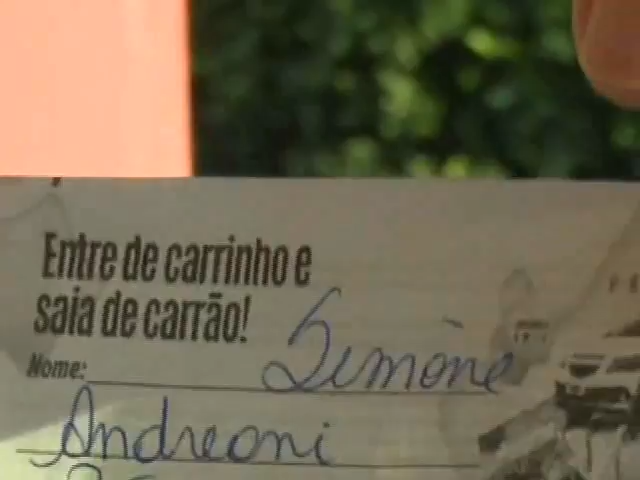 Entre de carrinho e
saia de carrão!
Nome: Simone
Andreoni